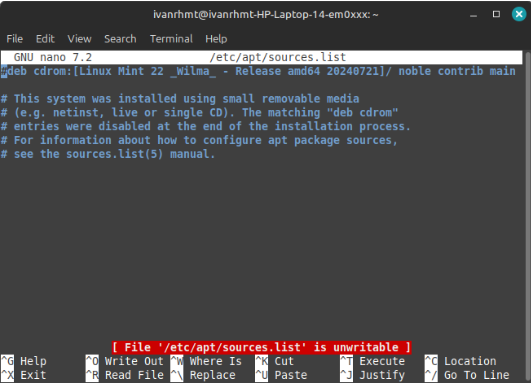 ivanrhmt@ivanrhmt-HP-Laptop-14-em0xxx: ~
File Edit View Search Terminal Help
GNU nano 7.2 /etc/apt/sources.list
#deb cdrom:[Linux Mint 22 _Wilma_ - Release amd64 20240721]/ noble contrib main
# This system was installed using small removable media
# (e.g. netinst, live or single CD). The matching "deb cdrom"
# entries were disabled at the end of the installation process.
# For information about how to configure apt package sources,
# see the sources.list(5) manual.
[ File '/etc/apt/sources.list' is unwritable ]
^G Help ^O Write Out ^W Where Is ^K Cut ^T Execute ^C Location
^X Exit ^R Read File ^\ Replace ^U Paste ^J Justify ^/ Go To Line